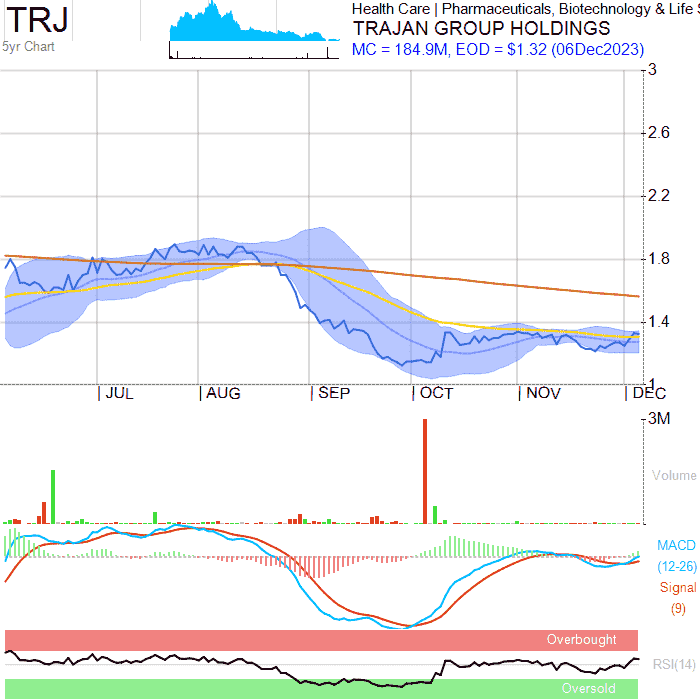 TRJ
5yr Chart
Health Care | Pharmaceuticals, Biotechnology & Life S
TRAJAN GROUP HOLDINGS
MC = 184.9M, EOD = $1.32 (06Dec2023)
3
2.6
2.2
1.8
1.4
1
JUL
AUG
SEP
OCT
NOV
DEC
3M
Volume
MACD
(12-26)
Signal
(9)
Overbought
RSI(14)
Oversold